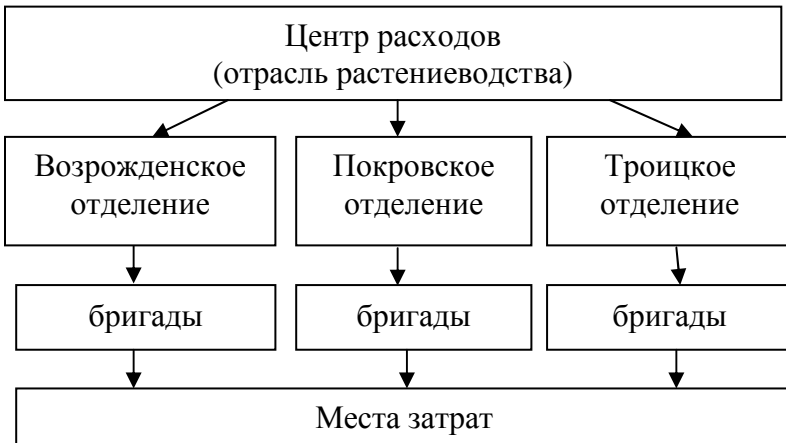 Центр расходов
(отрасль растениеводства)
Возрожденское
отделение
Покровское
отделение
Троицкое
отделение
бригады
бригады
бригады
Места затрат